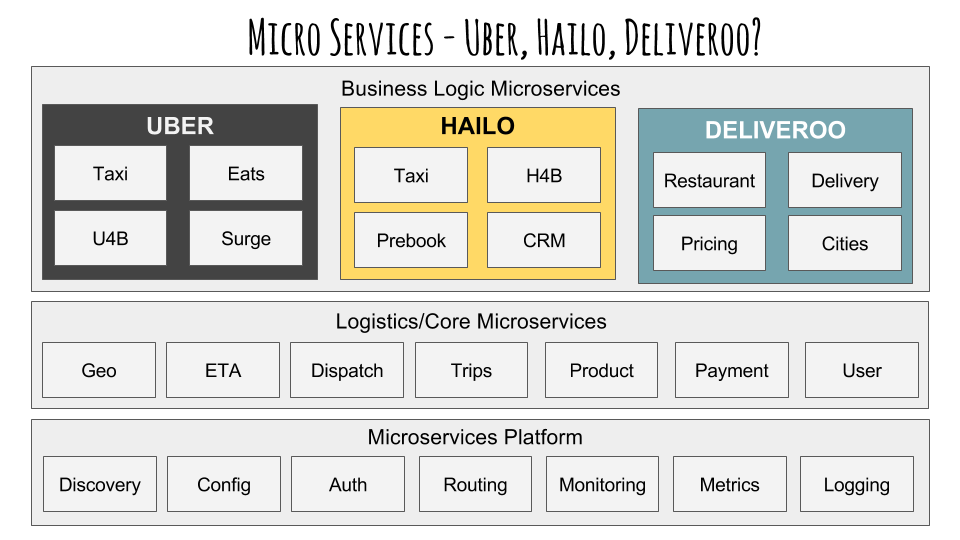 Micro Services - Uber, Hailo, Deliveroo?
Business Logic Microservices
UBER
Taxi
Eats
U4B
Surge
HAILO
Taxi
H4B
Prebook
CRM
DELIVEROO
Restaurant
Delivery
Pricing
Cities
Logistics/Core Microservices
Geo
ETA
Dispatch
Trips
Product
Payment
User
Microservices Platform
Discovery
Config
Auth
Routing
Monitoring
Metrics
Logging